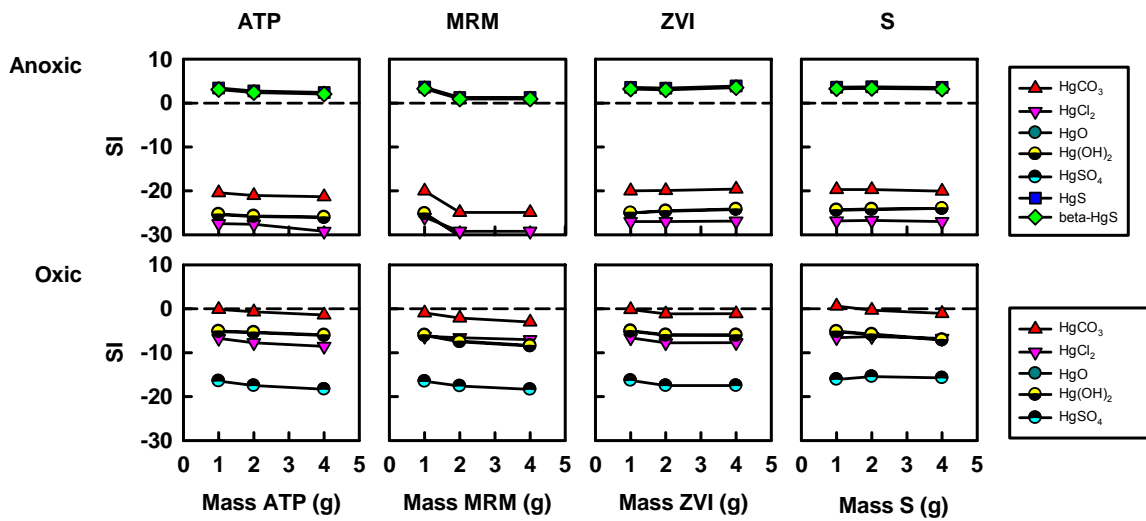 ATP MRM ZVI S
Anoxic
SI
10
0
-10
-20
-30
HgCO₃
HgCl₂
HgO
Hg(OH)₂
HgSO₄
HgS
beta-HgS
Oxic
SI
10
0
-10
-20
-30
HgCO₃
HgCl₂
HgO
Hg(OH)₂
HgSO₄
0 1 2 3 4 5 0 1 2 3 4 5 0 1 2 3 4 5 0 1 2 3 4 5
Mass ATP (g) Mass MRM (g) Mass ZVI (g) Mass S (g)